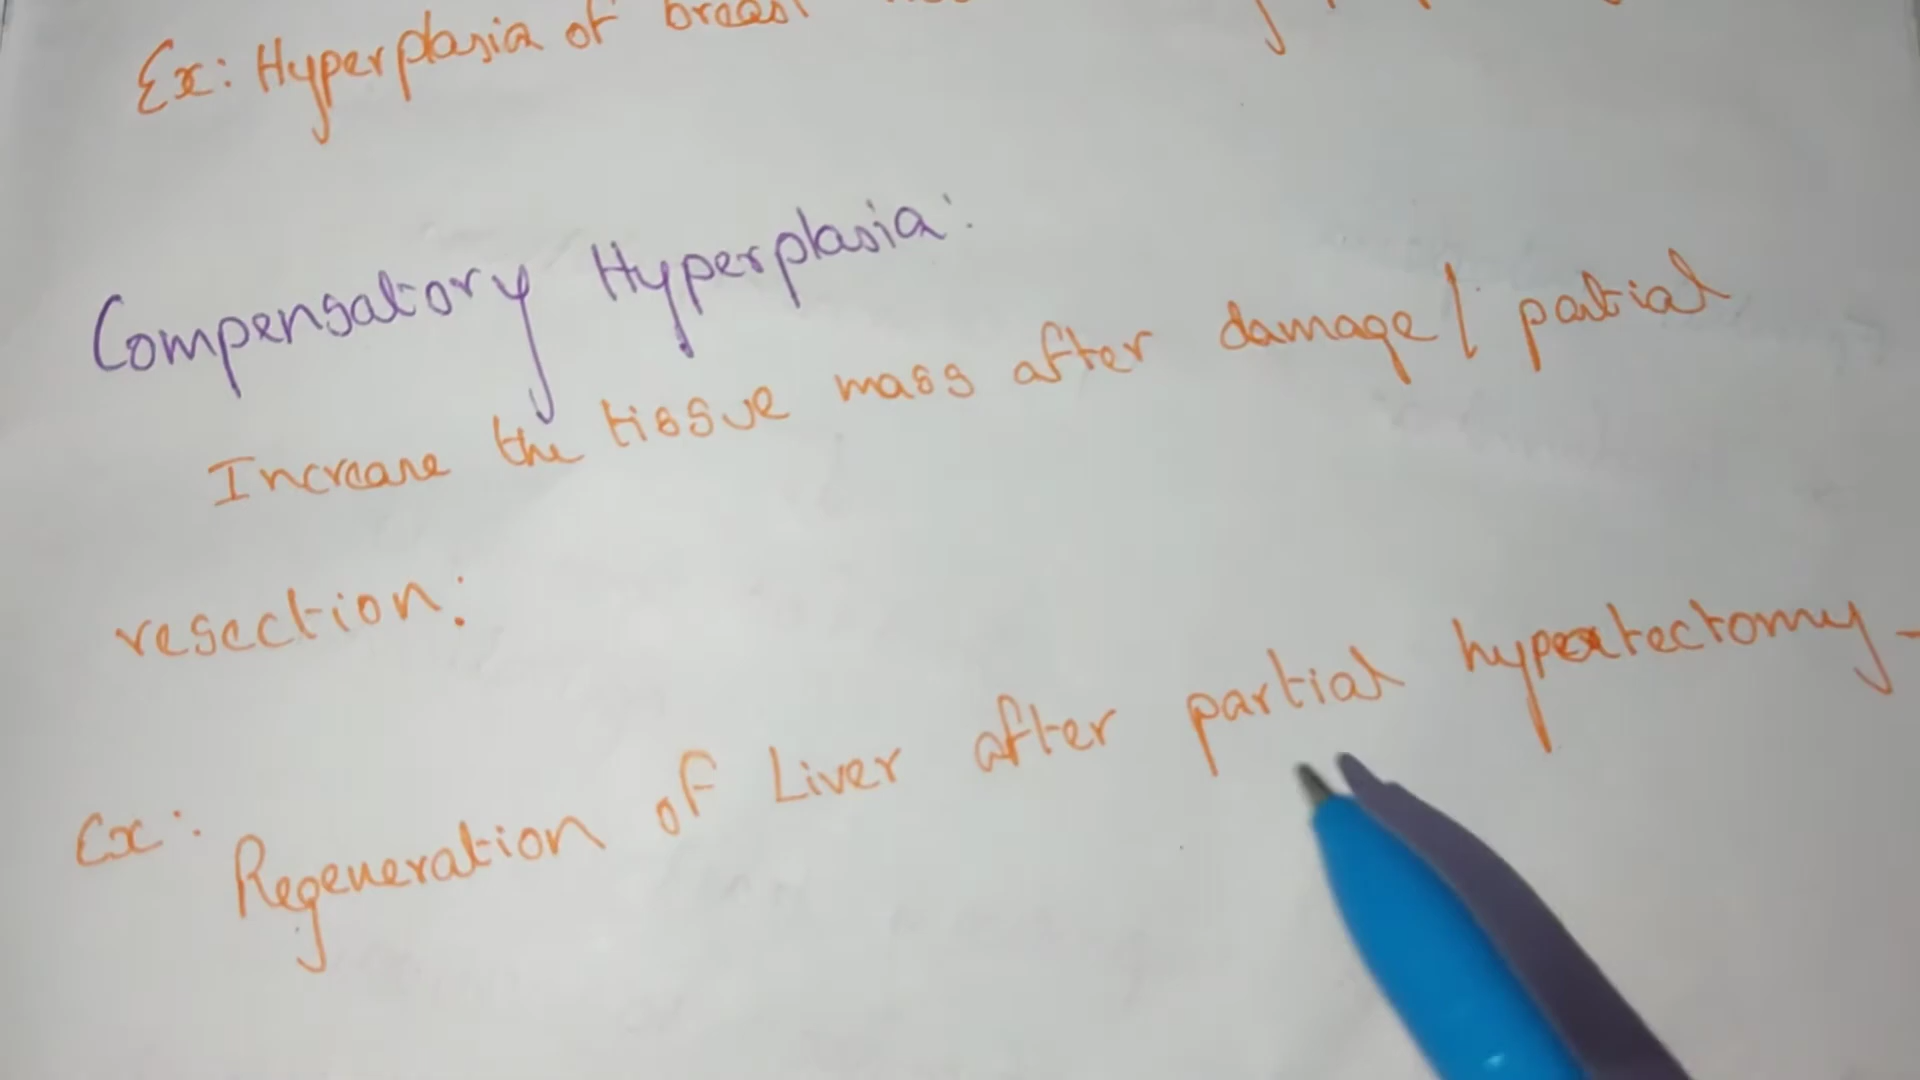 Ex: Hyperplasia of breast
Compensatory Hyperplasia:
Increase the tissue mass after damage / partial
resection:
Ex: Regeneration of Liver after partial hypertectomy-